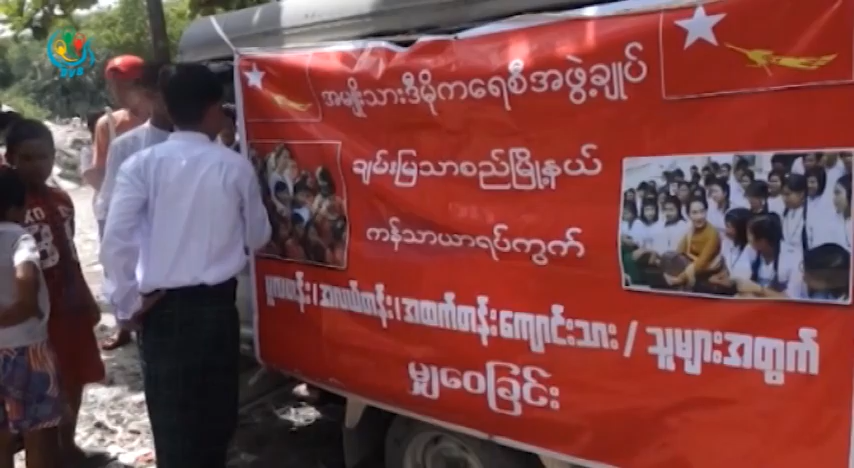 DVB
အမျိုးသားဒီမိုကရေစီအဖွဲ့ချုပ်
ချမ်းမြသာစည်မြို့နယ်
ကန်သာယာရပ်ကွက်
မူလတန်း၊ အလယ်တန်း၊ အထက်တန်းကျောင်းသား / သူများအတွက်
မျှဝေခြင်း